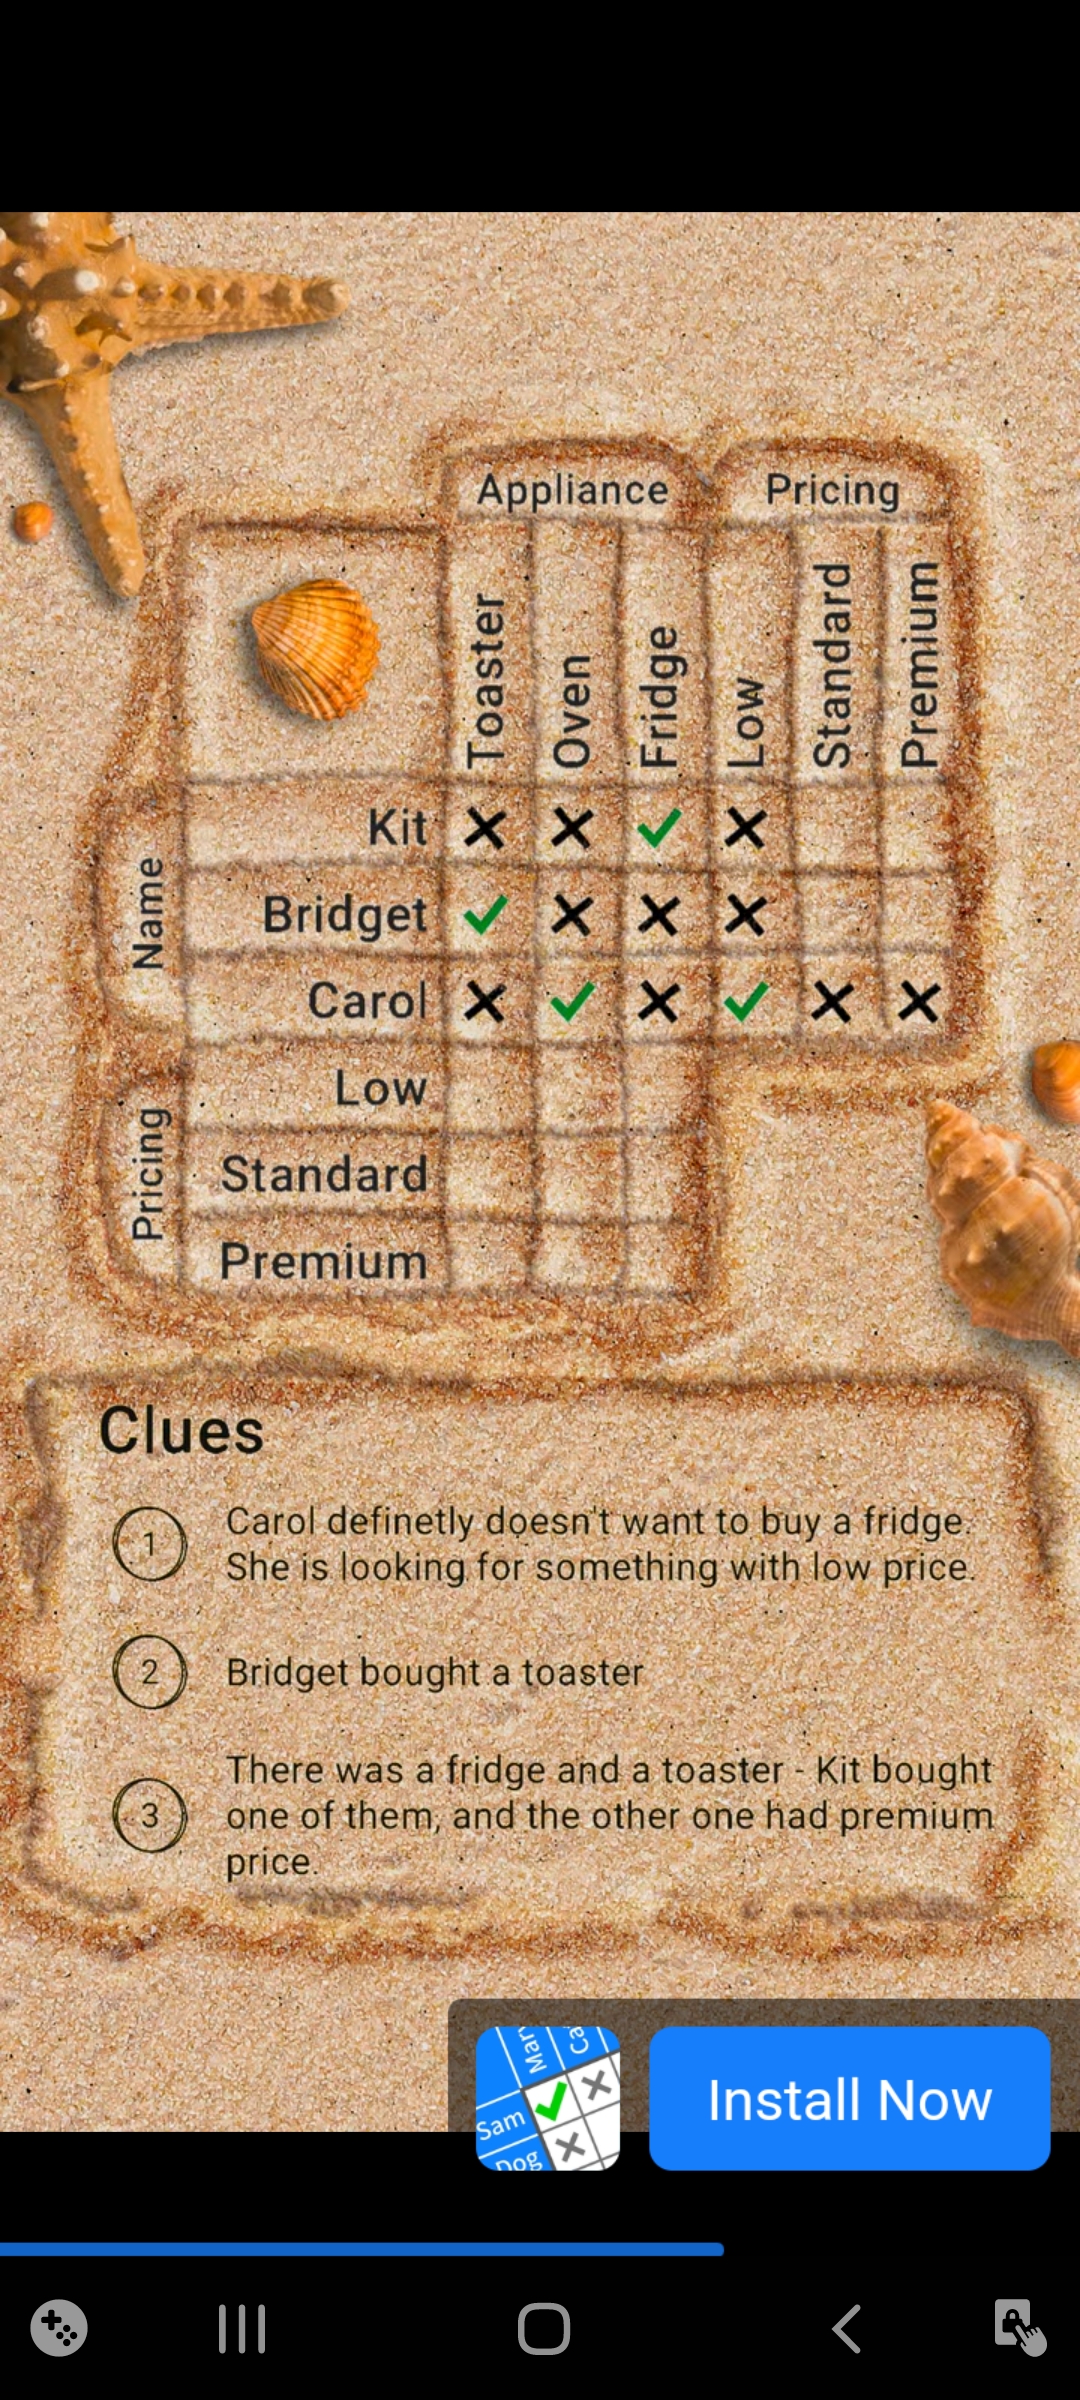 Appliance Pricing
Toaster
Oven
Fridge
Low
Standard
Premium
Name
Kit
Bridget
Carol
Pricing
Low
Standard
Premium
Clues
1
Carol definetly doesn't want to buy a fridge.
She is looking for something with low price.
2
Bridget bought a toaster
3
There was a fridge and a toaster - Kit bought
one of them, and the other one had premium
price.
Sam
Dog
Install Now